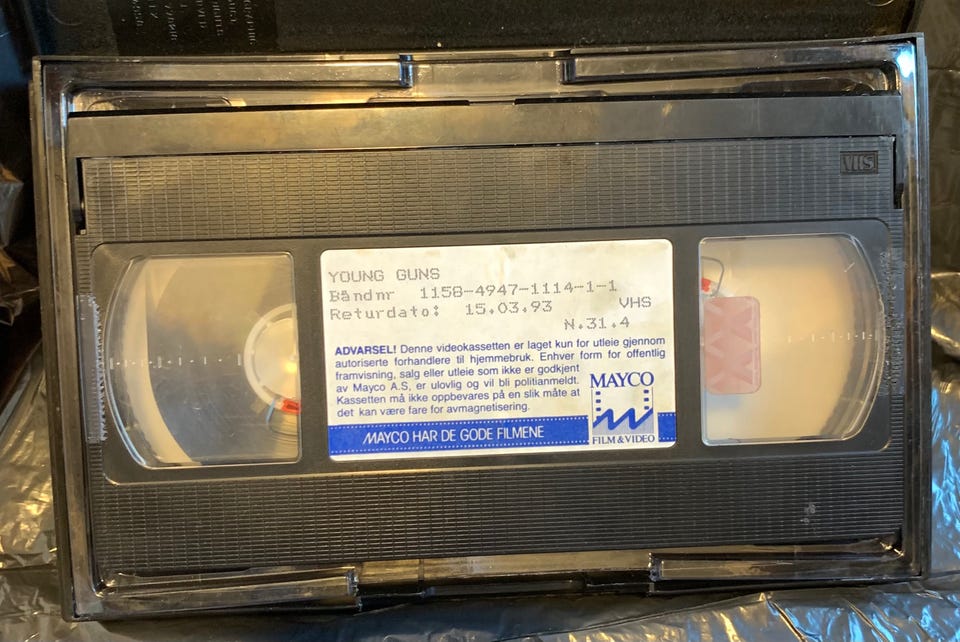 VHS
YOUNG GUNS
Båndnr 1158-4947-1114-1-1
Returdato: 15.03.93 VHS
N.31.4
ADVARSEL! Denne videokassetten er laget kun for utleie gjennom
autoriserte forhandlere til hjemmebruk. Enhver form for offentlig
framvisning, salg eller utleie som ikke er godkjent
av Mayco A.S, er ulovlig og vil bli politianmeldt.
Kassetten må ikke oppbevares på en slik måte at
det kan være fare for avmagnetisering.
MAYCO
FILM & VIDEO
MAYCO HAR DE GODE FILMENE